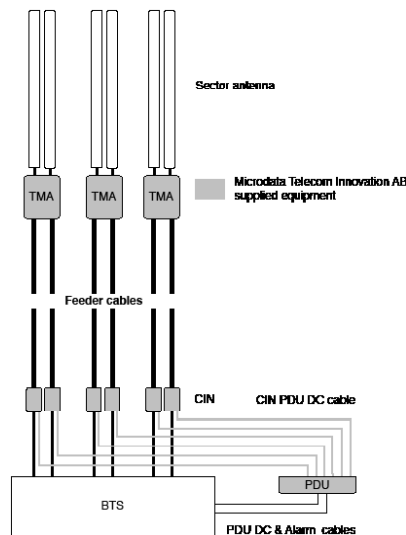 Sector antenna
TMA
TMA
TMA
Microdata Telecom Innovation AB
supplied equipment
Feeder cables
CIN
CIN PDU DC cable
PDU
BTS
PDU DC & Alarm cables